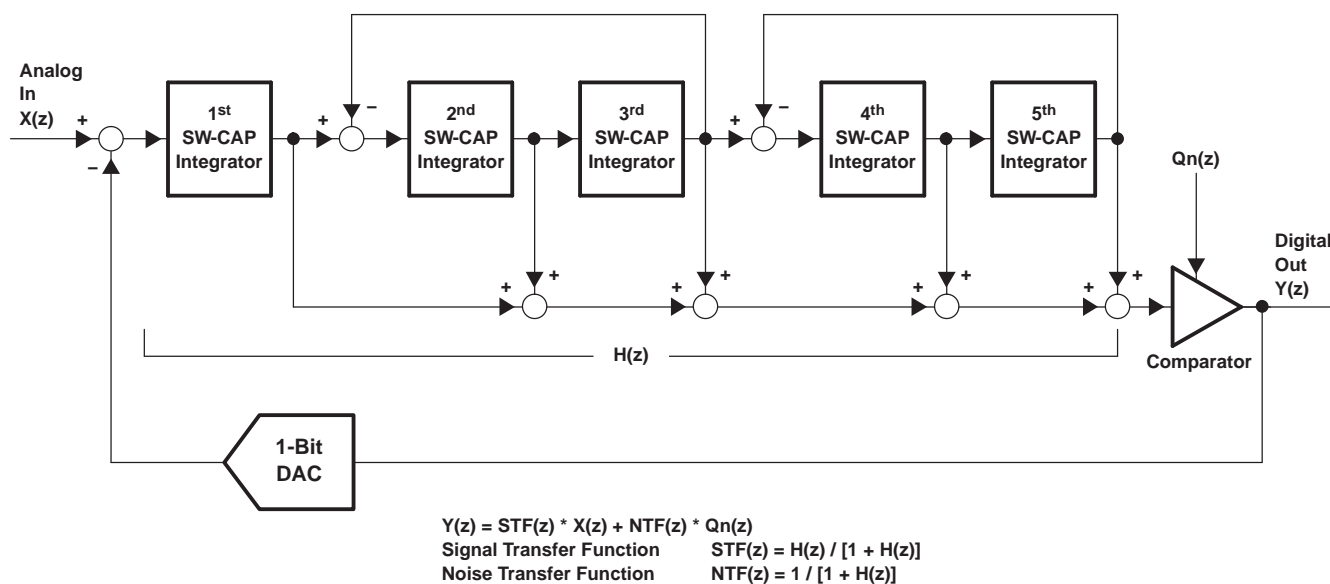 Analog
In
X(z)
+
−
1st
SW-CAP
Integrator
+
−
2nd
SW-CAP
Integrator
3rd
SW-CAP
Integrator
+
−
4th
SW-CAP
Integrator
5th
SW-CAP
Integrator
Qn(z)
Digital
Out
Y(z)
+
+
+
+
+
+
+
+
H(z)
Comparator
1-Bit
DAC
Y(z) = STF(z) * X(z) + NTF(z) * Qn(z)
Signal Transfer Function STF(z) = H(z) / [1 + H(z)]
Noise Transfer Function NTF(z) = 1 / [1 + H(z)]